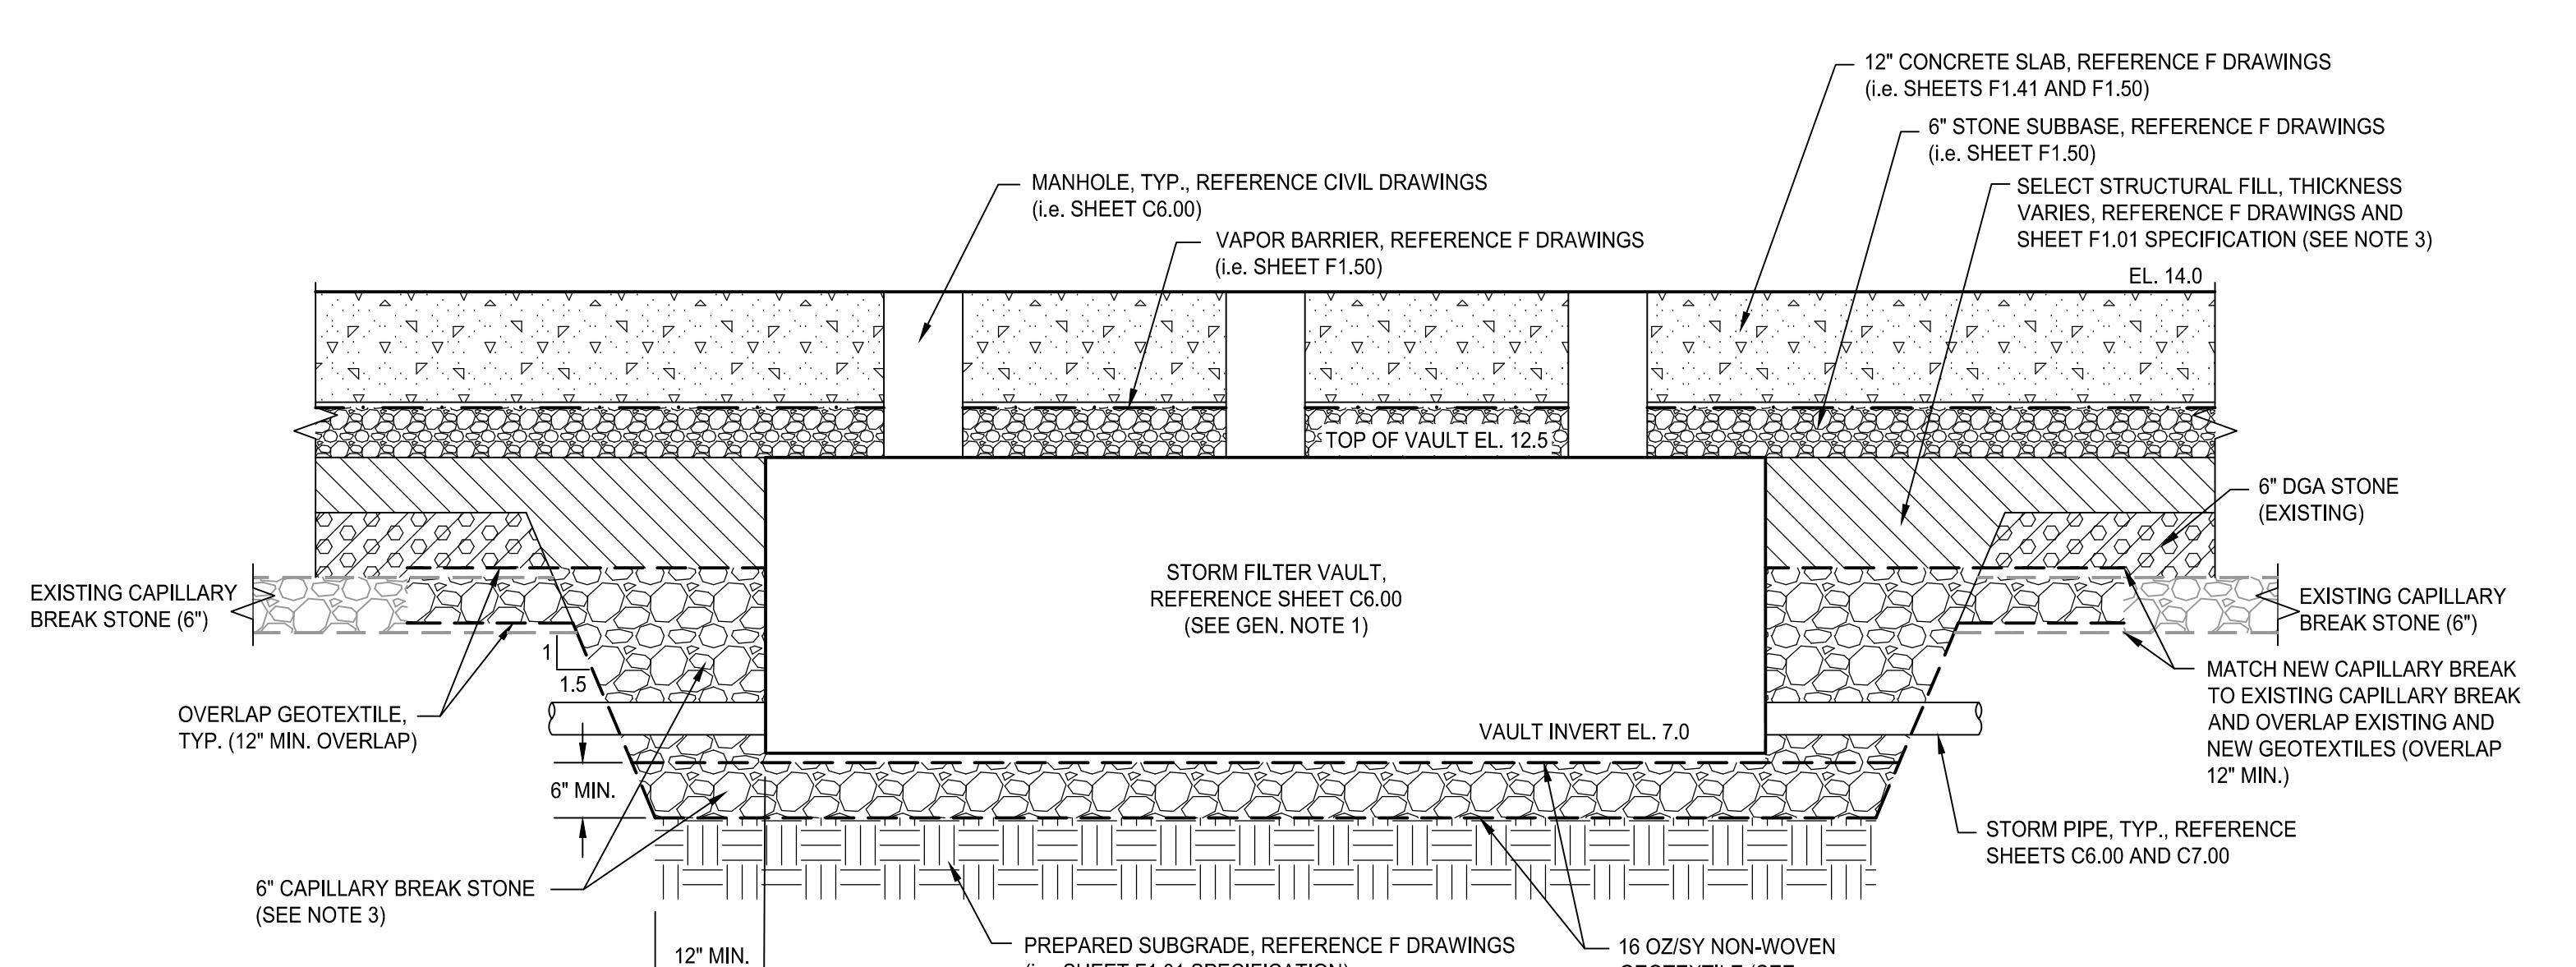 12" CONCRETE SLAB, REFERENCE F DRAWINGS
(i.e. SHEETS F1.41 AND F1.50)
6" STONE SUBBASE, REFERENCE F DRAWINGS
(i.e. SHEET F1.50)
MANHOLE, TYP., REFERENCE CIVIL DRAWINGS
(i.e. SHEET C6.00)
SELECT STRUCTURAL FILL, THICKNESS
VARIES, REFERENCE F DRAWINGS AND
SHEET F1.01 SPECIFICATION (SEE NOTE 3)
VAPOR BARRIER, REFERENCE F DRAWINGS
(i.e. SHEET F1.50)
EL. 14.0
TOP OF VAULT EL. 12.5
6" DGA STONE
(EXISTING)
STORM FILTER VAULT,
REFERENCE SHEET C6.00
(SEE GEN. NOTE 1)
EXISTING CAPILLARY
BREAK STONE (6")
EXISTING CAPILLARY
BREAK STONE (6")
1
1.5
OVERLAP GEOTEXTILE,
TYP. (12" MIN. OVERLAP)
MATCH NEW CAPILLARY BREAK
TO EXISTING CAPILLARY BREAK
AND OVERLAP EXISTING AND
NEW GEOTEXTILES (OVERLAP
12" MIN.)
VAULT INVERT EL. 7.0
6" MIN.
STORM PIPE, TYP., REFERENCE
SHEETS C6.00 AND C7.00
6" CAPILLARY BREAK STONE
(SEE NOTE 3)
12" MIN.
PREPARED SUBGRADE, REFERENCE F DRAWINGS
(i.e. SHEET F1.01 SPECIFICATION)
16 OZ/SY NON-WOVEN
GEOTEXTILE (SEE